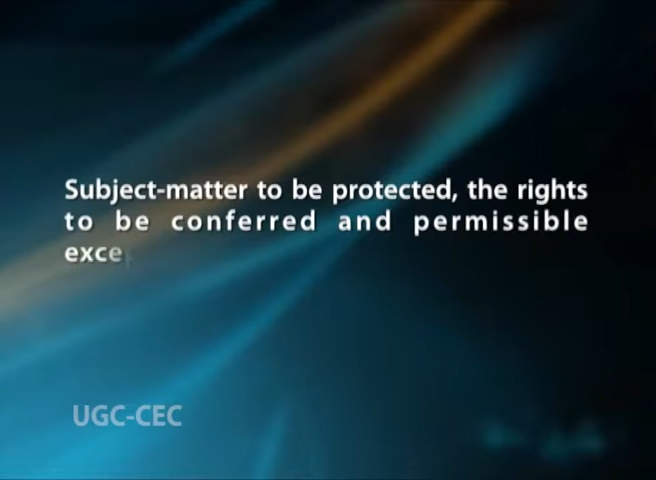 Subject-matter to be protected, the rights
to be conferred and permissible
exce
UGC-CEC